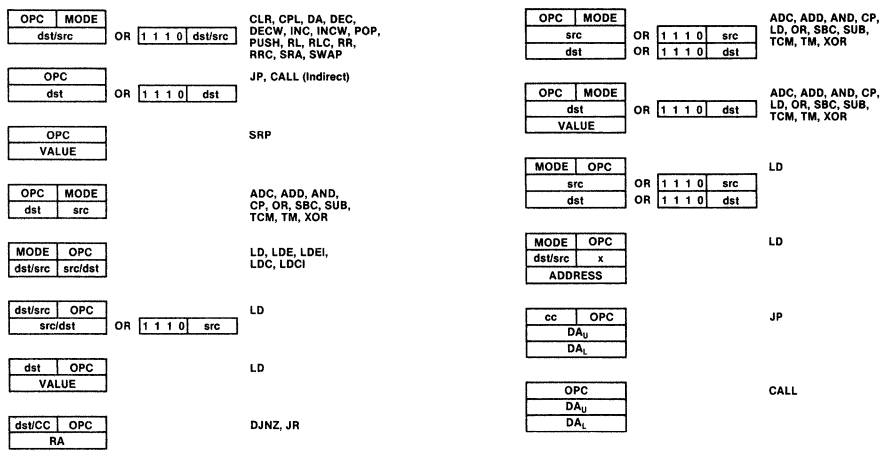 OPC MODE
dst/src OR 1 1 1 0 dst/src
CLR, CPL, DA, DEC,
DECW, INC, INCW, POP,
PUSH, RL, RLC, RR,
RRC, SRA, SWAP
OPC
dst OR 1 1 1 0 dst
JP, CALL (Indirect)
OPC
VALUE
SRP
OPC MODE
dst src
ADC, ADD, AND,
CP, OR, SBC, SUB,
TCM, TM, XOR
MODE OPC
dst/src src/dst
LD, LDE, LDEI,
LDC, LDCI
dst/src OPC
src/dst OR 1 1 1 0 src
LD
dst OPC
VALUE
LD
dst/CC OPC
RA
DJNZ, JR
OPC MODE
src OR 1 1 1 0 src
dst OR 1 1 1 0 dst
ADC, ADD, AND, CP,
LD, OR, SBC, SUB,
TCM, TM, XOR
OPC MODE
dst OR 1 1 1 0 dst
VALUE
ADC, ADD, AND, CP,
LD, OR, SBC, SUB,
TCM, TM, XOR
MODE OPC
src OR 1 1 1 0 src
dst OR 1 1 1 0 dst
LD
MODE OPC
dst/src x
ADDRESS
LD
cc OPC
DAU
DAL
JP
OPC
DAU
DAL
CALL